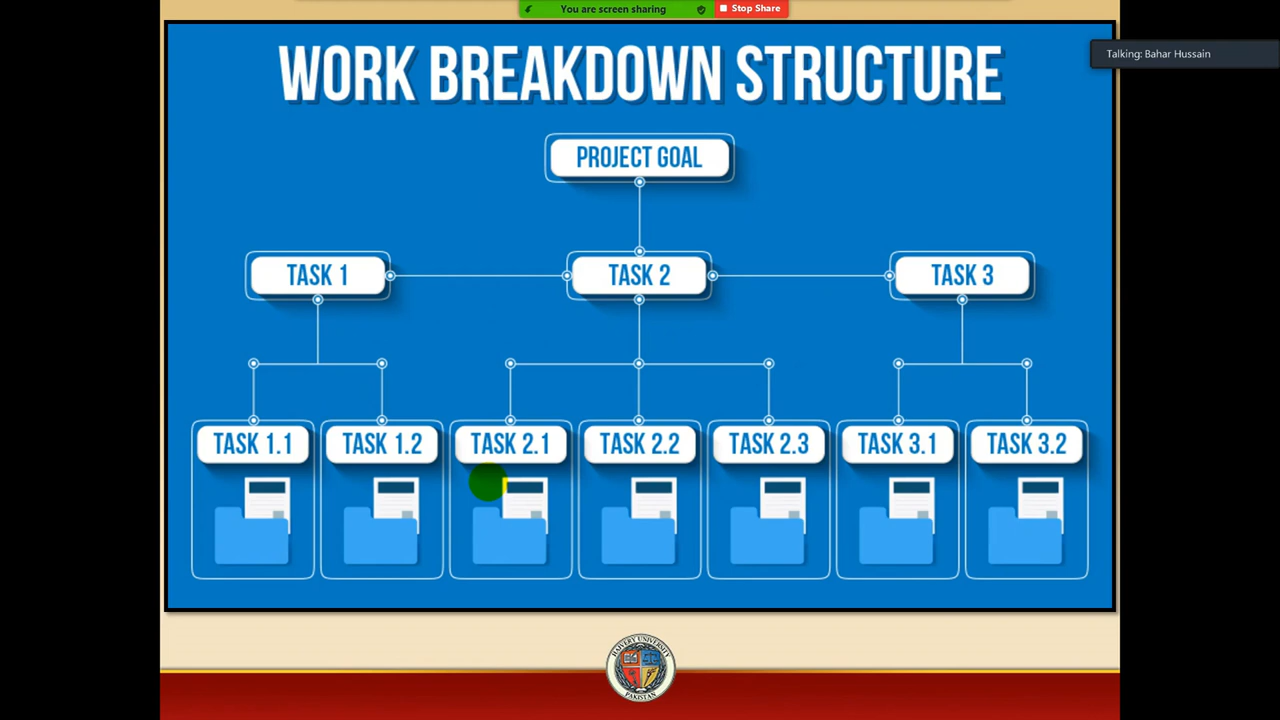 You are screen sharing
Stop Share
Talking: Bahar Hussain
WORK BREAKDOWN STRUCTURE
PROJECT GOAL
TASK 1
TASK 2
TASK 3
TASK 1.1
TASK 1.2
TASK 2.1
TASK 2.2
TASK 2.3
TASK 3.1
TASK 3.2
PAKISTAN